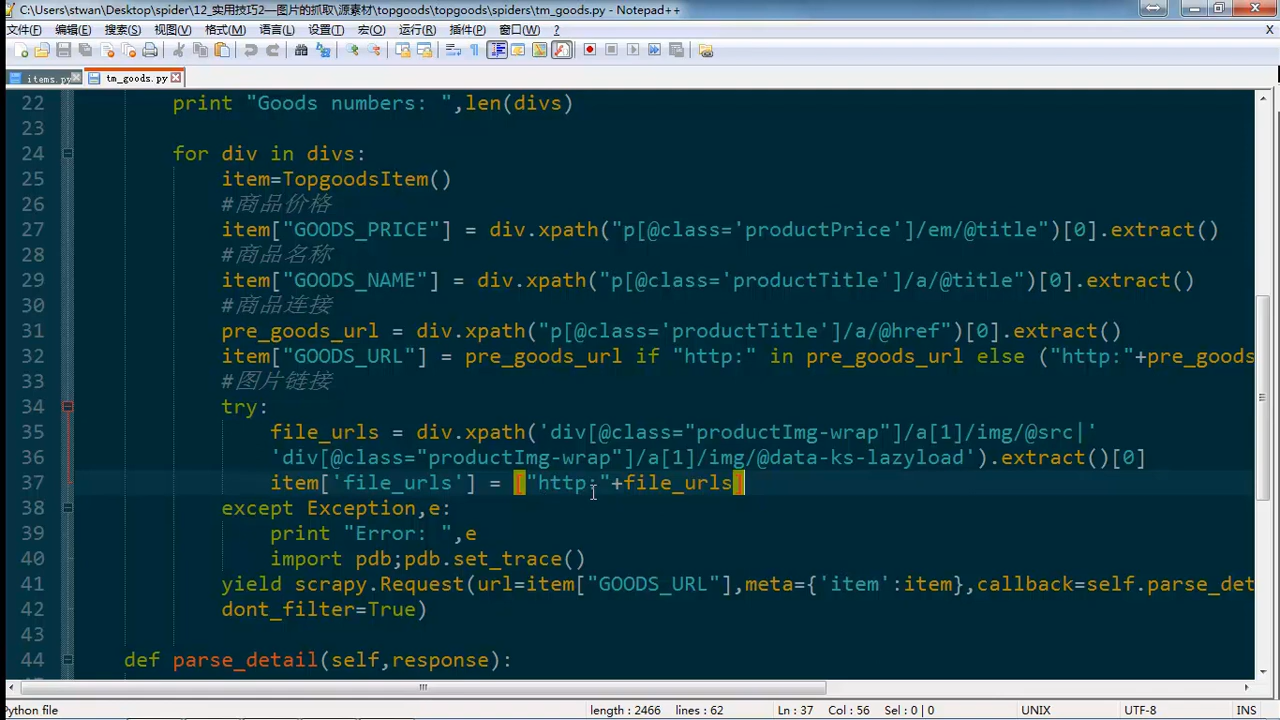 C:\Users\stwan\Desktop\spider\12_实用技巧2—图片的抓取\源素材\topgoods\topgoods\spiders\tm_goods.py - Notepad++
文件(F) 编辑(E) 搜索(S) 视图(V) 格式(M) 语言(L) 设置(T) 宏(O) 运行(R) 插件(P) 窗口(W) ? X
items.py tm_goods.py
22 print "Goods numbers: ",len(divs)
23
24 for div in divs:
25 item=TopgoodsItem()
26 #商品价格
27 item["GOODS_PRICE"] = div.xpath("p[@class='productPrice']/em/@title")[0].extract()
28 #商品名称
29 item["GOODS_NAME"] = div.xpath("p[@class='productTitle']/a/@title")[0].extract()
30 #商品连接
31 pre_goods_url = div.xpath("p[@class='productTitle']/a/@href")[0].extract()
32 item["GOODS_URL"] = pre_goods_url if "http:" in pre_goods_url else ("http:"+pre_goods
33 #图片链接
34 try:
35 file_urls = div.xpath('div[@class="productImg-wrap"]/a[1]/img/@src|'
36 'div[@class="productImg-wrap"]/a[1]/img/@data-ks-lazyload').extract()[0]
37 item['file_urls'] = ["http:"+file_urls]
38 except Exception,e:
39 print "Error: ",e
40 import pdb;pdb.set_trace()
41 yield scrapy.Request(url=item["GOODS_URL"],meta={'item':item},callback=self.parse_det
42 dont_filter=True)
43
44 def parse_detail(self,response):
Python file length : 2466 lines : 62 Ln : 37 Col : 56 Sel : 0 | 0 UNIX UTF-8 INS